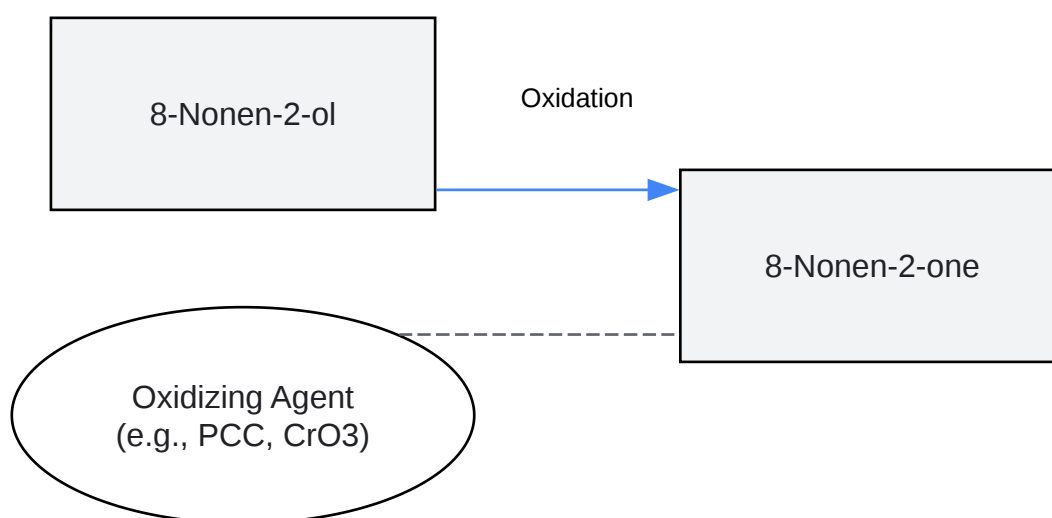 8-Nonen-2-ol
Oxidation
8-Nonen-2-one
Oxidizing Agent
(e.g., PCC, CrO3)